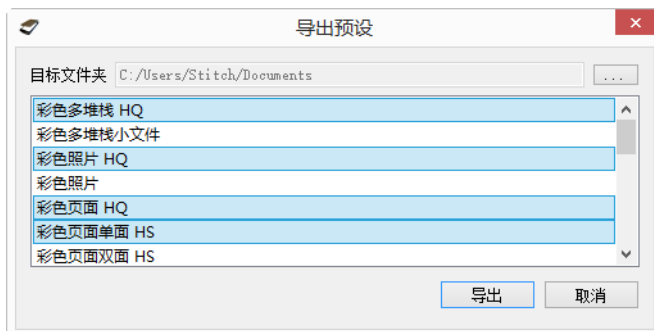 导出预设
目标文件夹 C:/Users/Stitch/Documents ...
彩色多堆栈 HQ
彩色多堆栈小文件
彩色照片 HQ
彩色照片
彩色页面 HQ
彩色页面单面 HS
彩色页面双面 HS
导出 取消